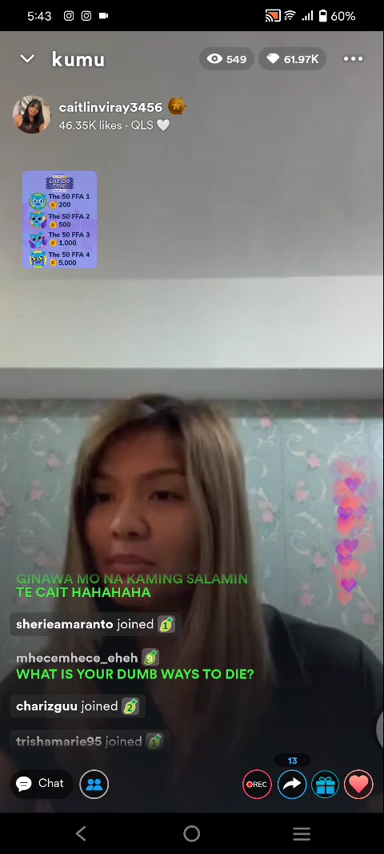 5:43
60%
kumu
549
61.97K
caitlinviray3456
46.35K likes · QLS 🤍
The 50 FFA 1
200
The 50 FFA 2
500
The 50 FFA 3
1,000
The 50 FFA 4
5,000
GINAWA MO NA KAMING SALAMIN
TE CAIT HAHAHAHA
sherieamaranto joined 1
mhecemhece_eheh 9
WHAT IS YOUR DUMB WAYS TO DIE?
charizguu joined 2
trishamarie95 joined
13
Chat
REC